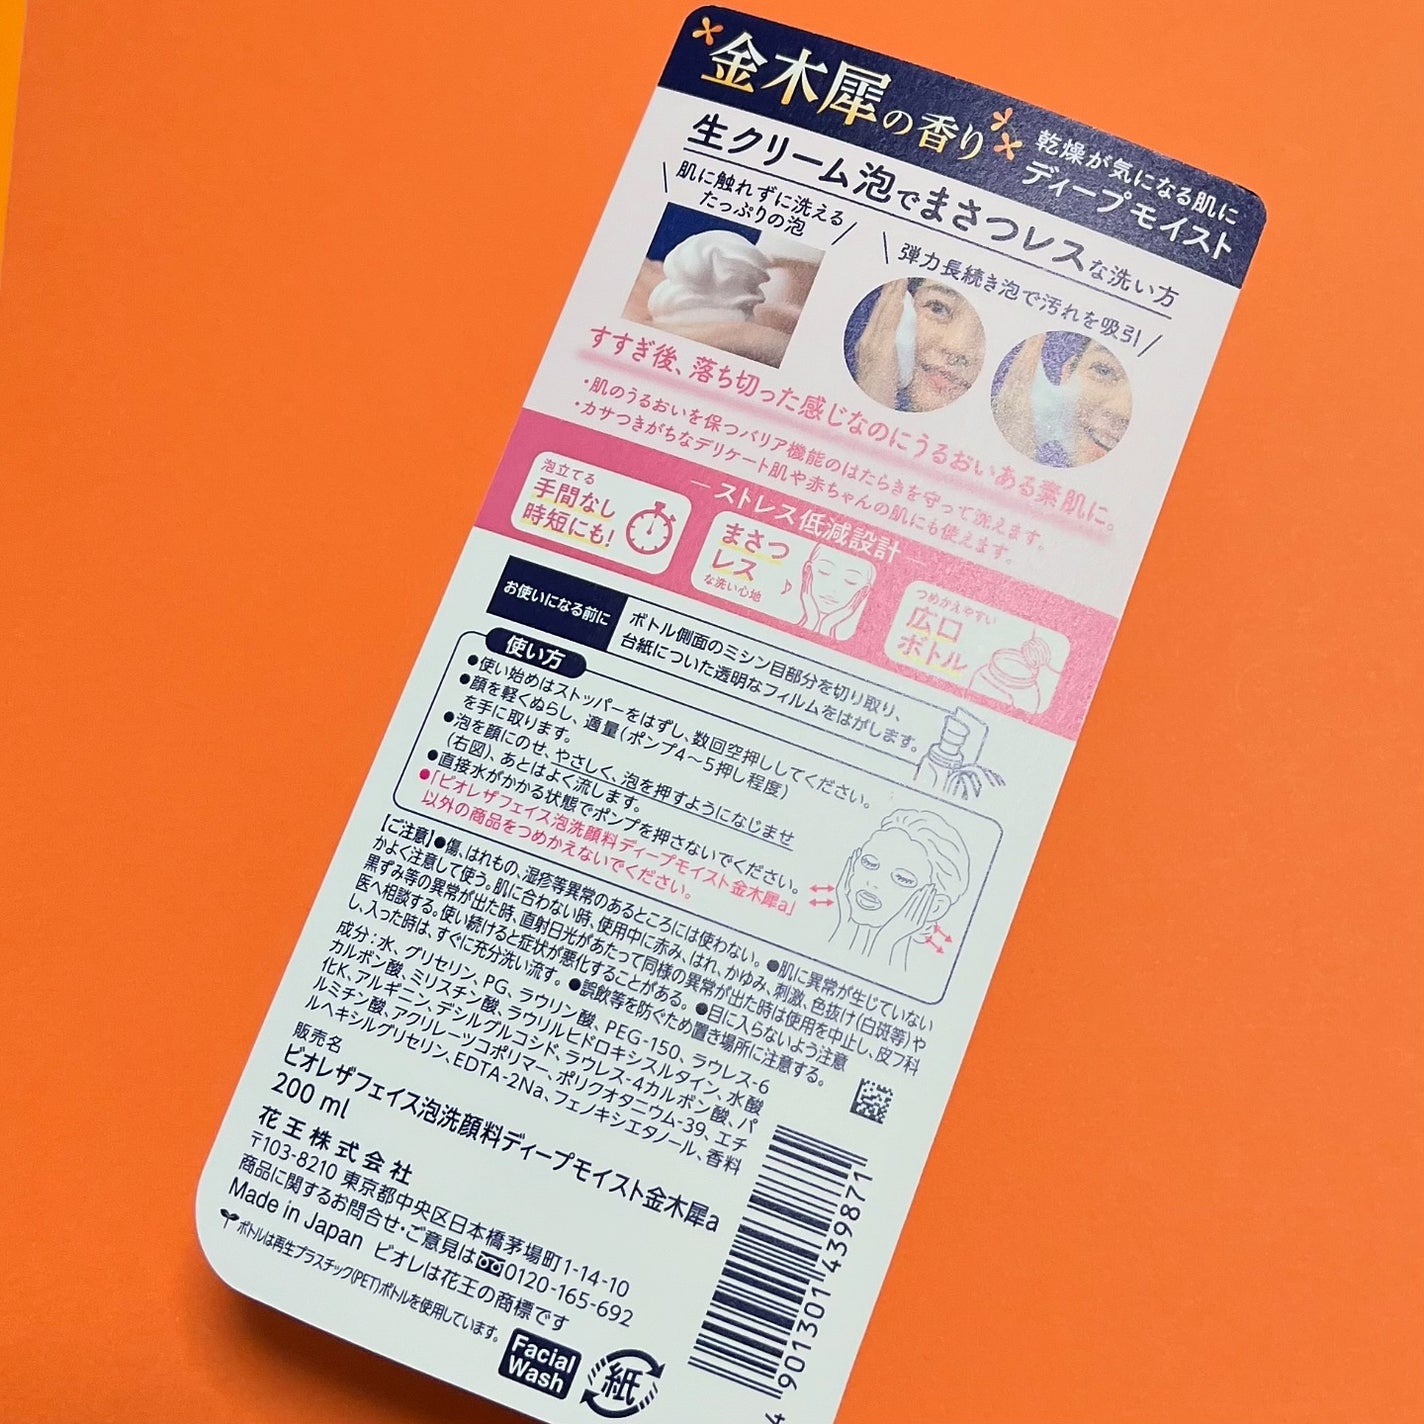 金木犀の香り
乾燥が気になる肌に
ディープモイスト
生クリーム泡でまさつレスな洗い方
肌に触れずに洗える
たっぷりの泡
弾力長続き泡で汚れを吸引
すすぎ後、落ち切った感じなのにうるおいある素肌に。
・肌のうるおいを保つバリア機能のはたらきを守って洗えます。
・カサつきがちなデリケート肌や赤ちゃんの肌にも使えます。
ストレス低減設計
泡立てる
手間なし
時短にも!
まさつ
レス
な洗い心地
つめかえやすい
広口
ボトル
お使いになる前に
ボトル側面のミシン目部分を切り取り、
台紙についた透明なフィルムをはがします。
使い方
●使い始めはストッパーをはずし、数回空押ししてください。
●顔を軽くぬらし、適量(ポンプ4〜5押し程度)
を手に取ります。
●泡を顔にのせ、やさしく、泡を押すようになじませ
(右図)、あとはよく流します。
●直接水がかかる状態でポンプを押さないでください。
●「ビオレザフェイス泡洗顔料ディープモイスト金木犀a」
以外の商品をつめかえないでください。
【ご注意】●傷、はれもの、湿疹等異常のあるところには使わない。●肌に異常が生じていない
かよく注意して使う。肌に合わない時、使用中に赤み、はれ、かゆみ、刺激、色抜け(白斑等)や
黒ずみ等の異常が出た時、直射日光があたって同様の異常が出た時は使用を中止し、皮フ科
医へ相談する。使い続けると症状が悪化することがある。●目に入らないよう注意
し、入った時は、すぐに充分洗い流す。●誤飲等を防ぐため置き場所に注意する。
成分:水、グリセリン、PG、ラウリン酸、PEG-150、ラウレス-6
カルボン酸、ミリスチン酸、ラウリルヒドロキシスルタイン、水酸
化K、アルギニン、デシルグルコシド、ラウレス-4カルボン酸、パ
ルミチン酸、アクリレーツコポリマー、ポリクオタニウム-39、エチ
ルヘキシルグリセリン、EDTA-2Na、フェノキシエタノール、香料
販売名
ビオレザフェイス泡洗顔料ディープモイスト金木犀a
200 ml
花王株式会社
〒103-8210 東京都中央区日本橋茅場町1-14-10
商品に関するお問合せ・ご意見は0120-165-692
Made in Japan ビオレは花王の商標です
ボトルは再生プラスチック(PET)ボトルを使用しています。
Facial
Wash
紙
4 901301 439871